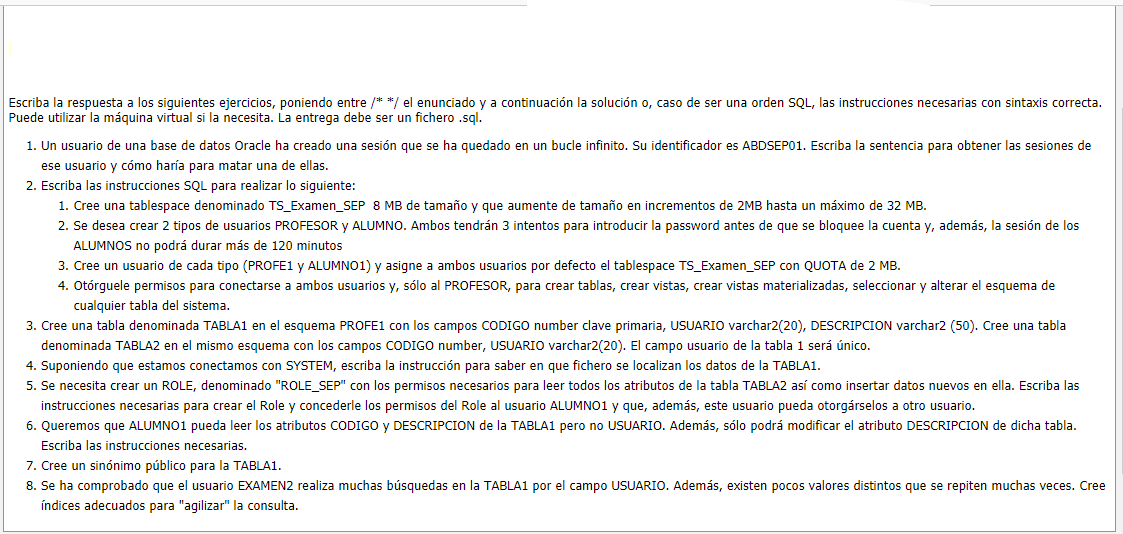 Escriba la respuesta a los siguientes ejercicios, poniendo entre /* */ el enunciado y a continuación la solución o, caso de ser una orden SQL, las instrucciones necesarias con sintaxis correcta.
Puede utilizar la máquina virtual si la necesita. La entrega debe ser un fichero .sql.
1. Un usuario de una base de datos Oracle ha creado una sesión que se ha quedado en un bucle infinito. Su identificador es ABDSEP01. Escriba la sentencia para obtener las sesiones de
ese usuario y cómo haría para matar una de ellas.
2. Escriba las instrucciones SQL para realizar lo siguiente:
1. Cree una tablespace denominado TS_Examen_SEP 8 MB de tamaño y que aumente de tamaño en incrementos de 2MB hasta un máximo de 32 MB.
2. Se desea crear 2 tipos de usuarios PROFESOR y ALUMNO. Ambos tendrán 3 intentos para introducir la password antes de que se bloquee la cuenta y, además, la sesión de los
ALUMNOS no podrá durar más de 120 minutos
3. Cree un usuario de cada tipo (PROFE1 y ALUMNO1) y asigne a ambos usuarios por defecto el tablespace TS_Examen_SEP con QUOTA de 2 MB.
4. Otórguele permisos para conectarse a ambos usuarios y, sólo al PROFESOR, para crear tablas, crear vistas, crear vistas materializadas, seleccionar y alterar el esquema de
cualquier tabla del sistema.
3. Cree una tabla denominada TABLA1 en el esquema PROFE1 con los campos CODIGO number clave primaria, USUARIO varchar2(20), DESCRIPCION varchar2 (50). Cree una tabla
denominada TABLA2 en el mismo esquema con los campos CODIGO number, USUARIO varchar2(20). El campo usuario de la tabla 1 será único.
4. Suponiendo que estamos conectamos con SYSTEM, escriba la instrucción para saber en que fichero se localizan los datos de la TABLA1.
5. Se necesita crear un ROLE, denominado "ROLE_SEP" con los permisos necesarios para leer todos los atributos de la tabla TABLA2 así como insertar datos nuevos en ella. Escriba las
instrucciones necesarias para crear el Role y concederle los permisos del Role al usuario ALUMNO1 y que, además, este usuario pueda otorgárselos a otro usuario.
6. Queremos que ALUMNO1 pueda leer los atributos CODIGO y DESCRIPCION de la TABLA1 pero no USUARIO. Además, sólo podrá modificar el atributo DESCRIPCION de dicha tabla.
Escriba las instrucciones necesarias.
7. Cree un sinónimo público para la TABLA1.
8. Se ha comprobado que el usuario EXAMEN2 realiza muchas búsquedas en la TABLA1 por el campo USUARIO. Además, existen pocos valores distintos que se repiten muchas veces. Cree
índices adecuados para "agilizar" la consulta.